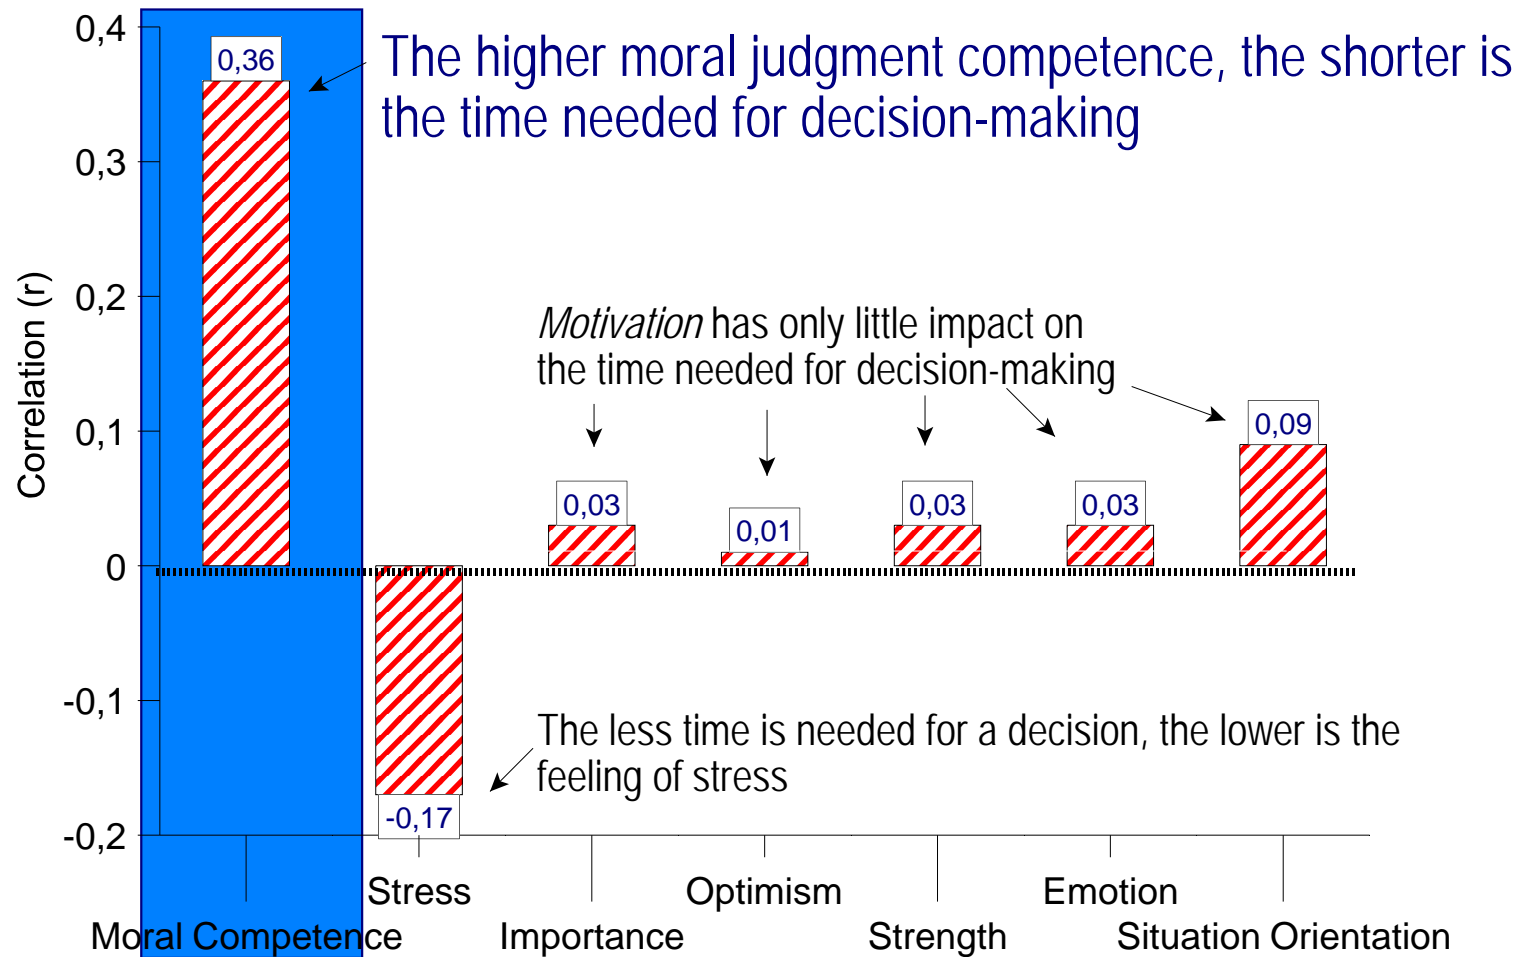 0,4
0,36
The higher moral judgment competence, the shorter is
the time needed for decision-making
0,3
0,2
Correlation (r)
Motivation has only little impact on
the time needed for decision-making
0,1
0,09
0,03
0,01
0,03
0,03
0
-0,1
The less time is needed for a decision, the lower is the
feeling of stress
-0,17
-0,2
Stress
Optimism
Emotion
Moral Competence
Importance
Strength
Situation Orientation